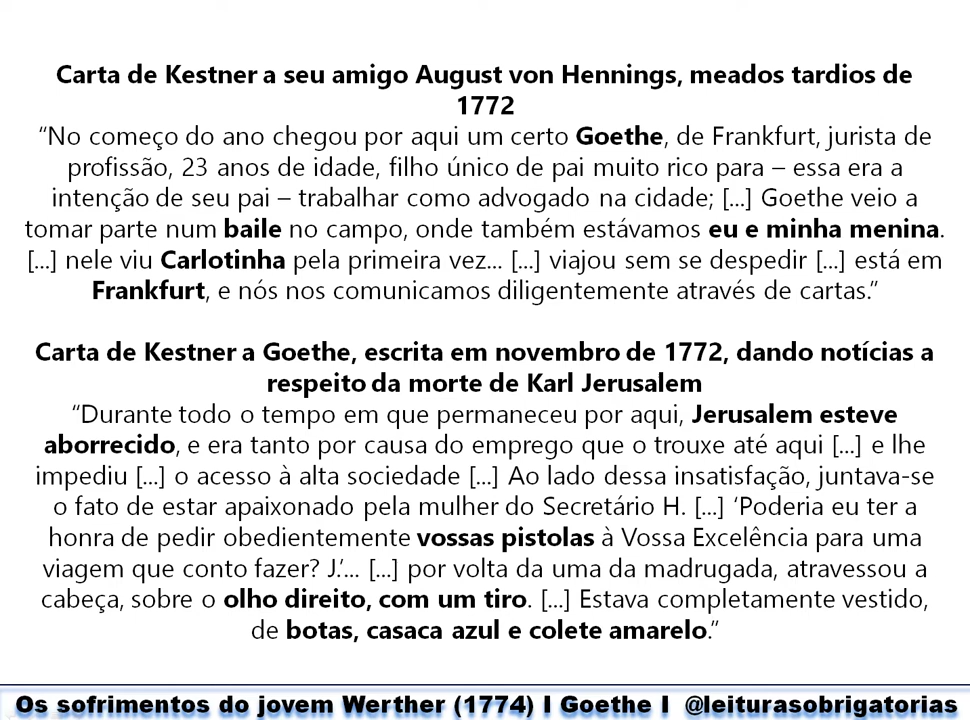 Carta de Kestner a seu amigo August von Hennings, meados tardios de
1772
“No começo do ano chegou por aqui um certo Goethe, de Frankfurt, jurista de
profissão, 23 anos de idade, filho único de pai muito rico para – essa era a
intenção de seu pai – trabalhar como advogado na cidade; [...] Goethe veio a
tomar parte num baile no campo, onde também estávamos eu e minha menina.
[...] nele viu Carlotinha pela primeira vez... [...] viajou sem se despedir [...] está em
Frankfurt, e nós nos comunicamos diligentemente através de cartas.“
Carta de Kestner a Goethe, escrita em novembro de 1772, dando notícias a
respeito da morte de Karl Jerusalem
“Durante todo o tempo em que permaneceu por aqui, Jerusalem esteve
aborrecido, e era tanto por causa do emprego que o trouxe até aqui [...] e lhe
impediu [...] o acesso à alta sociedade [...] Ao lado dessa insatisfação, juntava-se
o fato de estar apaixonado pela mulher do Secretário H. [...] ‘Poderia eu ter a
honra de pedir obedientemente vossas pistolas à Vossa Excelência para uma
viagem que conto fazer? J.’... [...] por volta da uma da madrugada, atravessou a
cabeça, sobre o olho direito, com um tiro. [...] Estava completamente vestido,
de botas, casaca azul e colete amarelo.“
Os sofrimentos do jovem Werther (1774) I Goethe I @leiturasobrigatorias